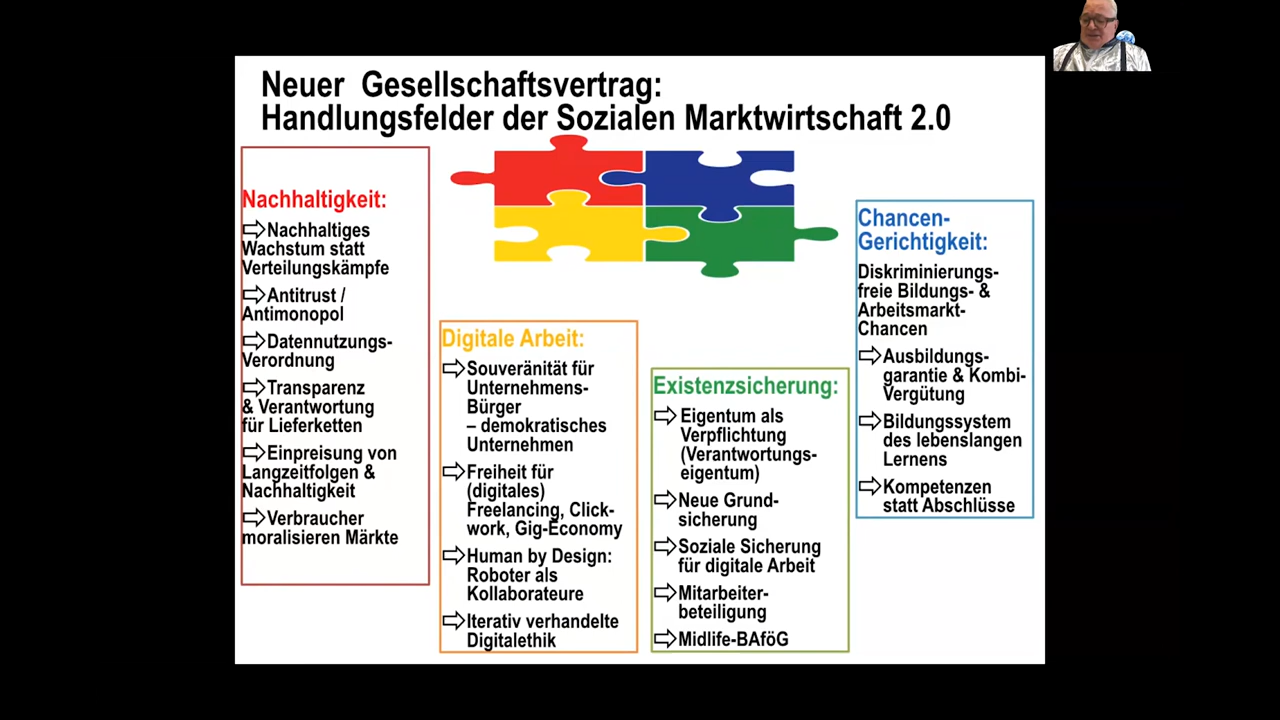 Neuer Gesellschaftsvertrag:
Handlungsfelder der Sozialen Marktwirtschaft 2.0
Nachhaltigkeit:
⇨Nachhaltiges
Wachstum statt
Verteilungskämpfe
⇨Antitrust /
Antimonopol
⇨Datennutzungs-
Verordnung
⇨Transparenz
& Verantwortung
für Lieferketten
⇨Einpreisung von
Langzeitfolgen &
Nachhaltigkeit
⇨Verbraucher
moralisieren Märkte
Digitale Arbeit:
⇨Souveränität für
Unternehmens-
Bürger
– demokratisches
Unternehmen
⇨Freiheit für
(digitales)
Freelancing, Click-
work, Gig-Economy
⇨Human by Design:
Roboter als
Kollaborateure
⇨Iterativ verhandelte
Digitalethik
Existenzsicherung:
⇨Eigentum als
Verpflichtung
(Verantwortungs-
eigentum)
⇨Neue Grund-
sicherung
⇨Soziale Sicherung
für digitale Arbeit
⇨Mitarbeiter-
beteiligung
⇨Midlife-BAföG
Chancen-
Gerichtigkeit:
Diskriminierungs-
freie Bildungs- &
Arbeitsmarkt-
Chancen
⇨Ausbildungs-
garantie & Kombi-
Vergütung
⇨Bildungssystem
des lebenslangen
Lernens
⇨Kompetenzen
statt Abschlüsse